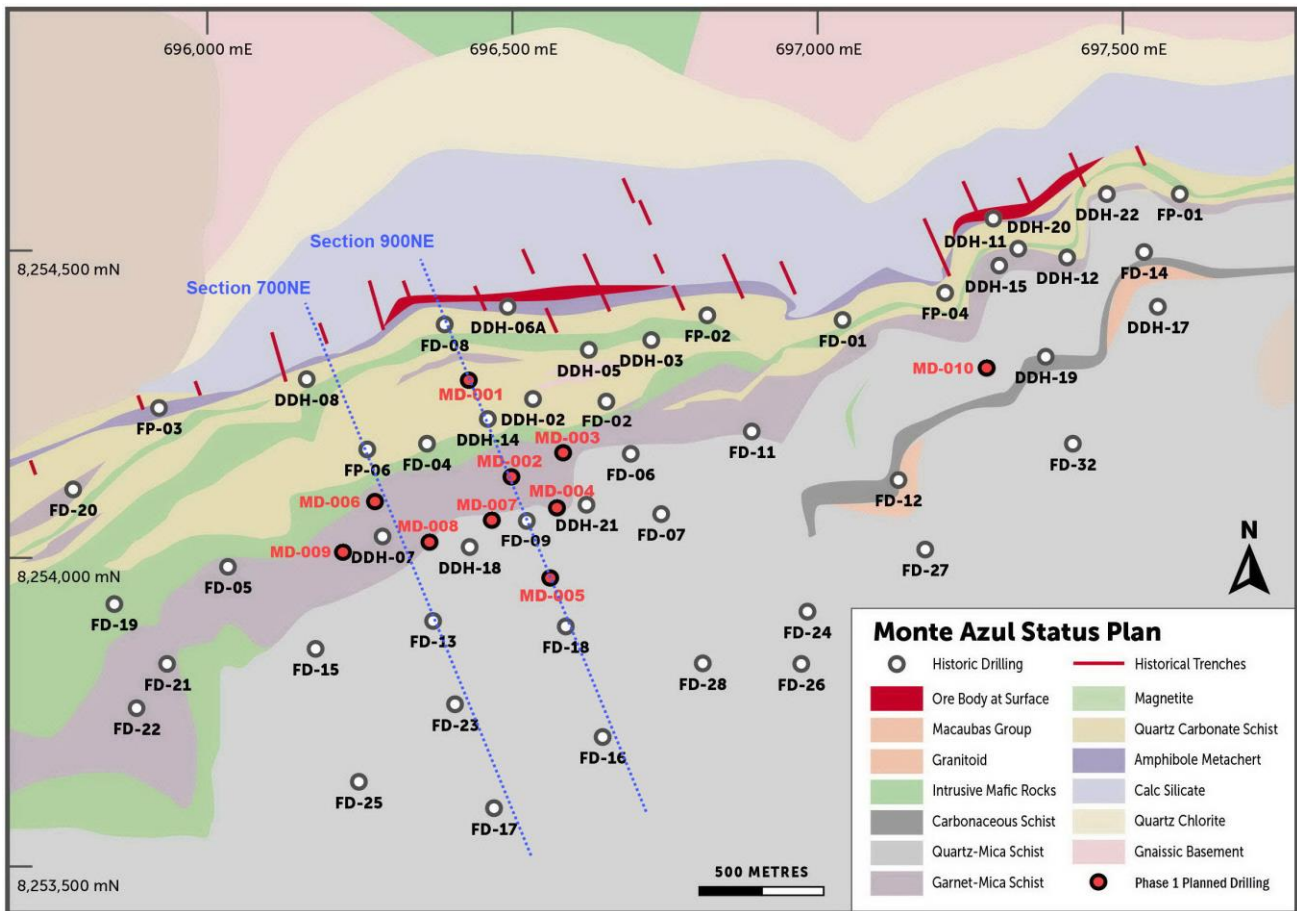 696,000 mE
696,500 mE
697,000 mE
697,500 mE
DDH-22
FP-01
DDH-20
DDH-11
Section 900NE
8,254,500 mN
DDH-12
FD-14
DDH-15
Section 700NE
FP-04
DDH-17
DDH-06A
FP-02
FD-08
FD-01
DDH-03
DDH-05
MD-010
DDH-19
MD-001
DDH-08
DDH-02
FD-02
FP-03
DDH-14
MD-003
FD-11
FP-06
FD-04
MD-002
FD-06
FD-32
MD-004
FD-12
FD-20
MD-006
MD-007
MD-008
FD-09
DDH-21
FD-07
MD-009
DDH-07
DDH-18
8,254,000 mN
FD-05
MD-005
FD-27
N
FD-19
FD-13
FD-18
FD-24
FD-15
FD-21
FD-28
FD-26
FD-22
FD-23
FD-16
FD-25
FD-17
500 METRES
8,253,500 mN
Monte Azul Status Plan
Historic Drilling
Ore Body at Surface
Macaubas Group
Granitoid
Intrusive Mafic Rocks
Carbonaceous Schist
Quartz-Mica Schist
Garnet-Mica Schist
Historical Trenches
Magnetite
Quartz Carbonate Schist
Amphibole Metachert
Calc Silicate
Quartz Chlorite
Gnaissic Basement
Phase 1 Planned Drilling